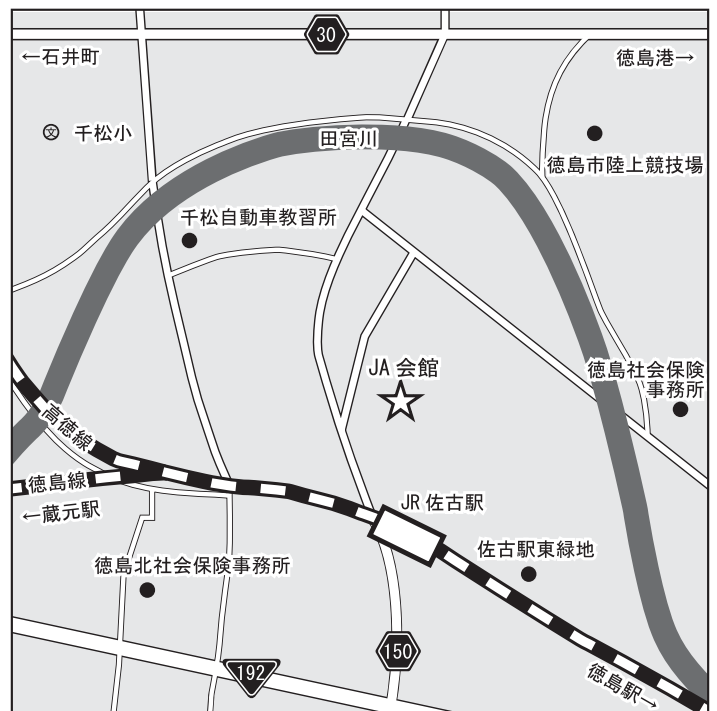 30
←石井町
徳島港→
文
千松小
田宮川
徳島市陸上競技場
千松自動車教習所
JA 会館
徳島社会保険
事務所
高徳線
徳島線
←蔵元駅
JR 佐古駅
佐古駅東緑地
徳島北社会保険事務所
150
192
徳島駅→